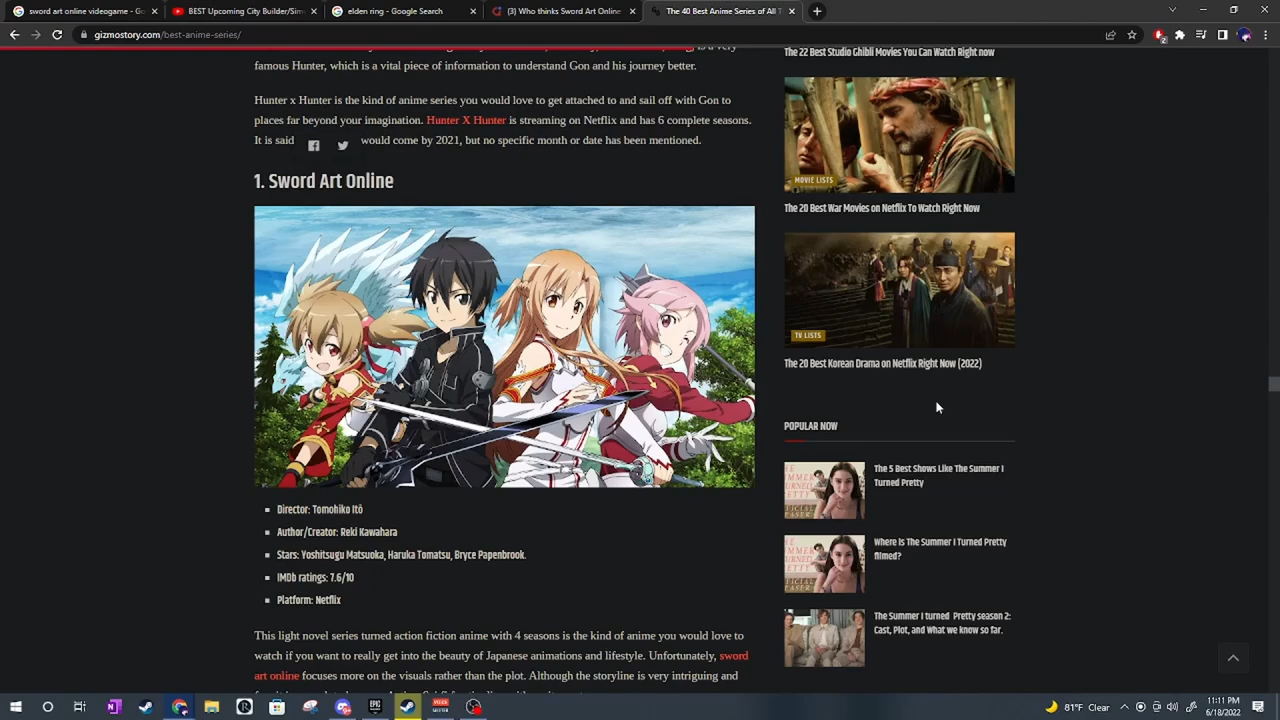 sword art online videogame - Go
BEST Upcoming City Builder/Sim
elden ring - Google Search
(3) Who thinks Sword Art Online
The 40 Best Anime Series of All T
gizmostory.com/best-anime-series/
2
famous Hunter, which is a vital piece of information to understand Gon and his journey better.
Hunter x Hunter is the kind of anime series you would love to get attached to and sail off with Gon to
places far beyond your imagination. Hunter X Hunter is streaming on Netflix and has 6 complete seasons.
It is said would come by 2021, but no specific month or date has been mentioned.
1. Sword Art Online
Director: Tomohiko Itō
Author/Creator: Reki Kawahara
Stars: Yoshitsugu Matsuoka, Haruka Tomatsu, Bryce Papenbrook.
IMDb ratings: 7.6/10
Platform: Netflix
This light novel series turned action fiction anime with 4 seasons is the kind of anime you would love to
watch if you want to really get into the beauty of Japanese animations and lifestyle. Unfortunately, sword
art online focuses more on the visuals rather than the plot. Although the storyline is very intriguing and
The 22 Best Studio Ghibli Movies You Can Watch Right now
MOVIE LISTS
The 20 Best War Movies on Netflix To Watch Right Now
TV LISTS
The 20 Best Korean Drama on Netflix Right Now (2022)
POPULAR NOW
The 5 Best Shows Like The Summer I
Turned Pretty
Where Is The Summer I Turned Pretty
filmed?
The Summer I turned Pretty season 2:
Cast, Plot, and What we know so far.
EPIC
81°F Clear
11:11 PM
6/18/2022